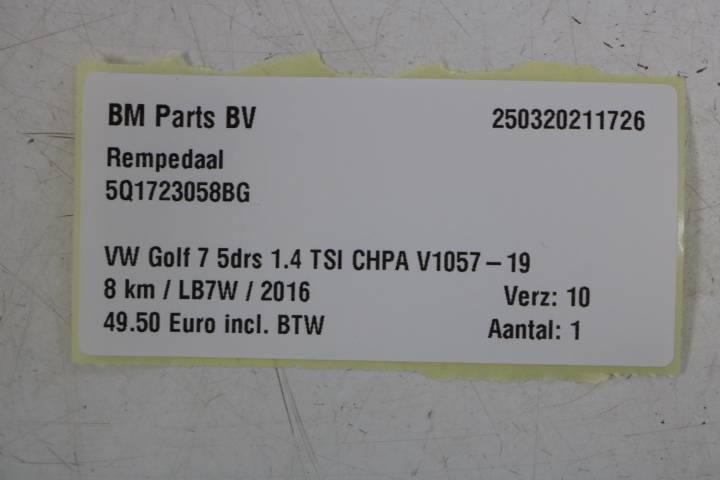 BM Parts BV 250320211726
Rempedaal
5Q1723058BG
VW Golf 7 5drs 1.4 TSI CHPA V1057 – 19
8 km / LB7W / 2016 Verz: 10
49.50 Euro incl. BTW Aantal: 1